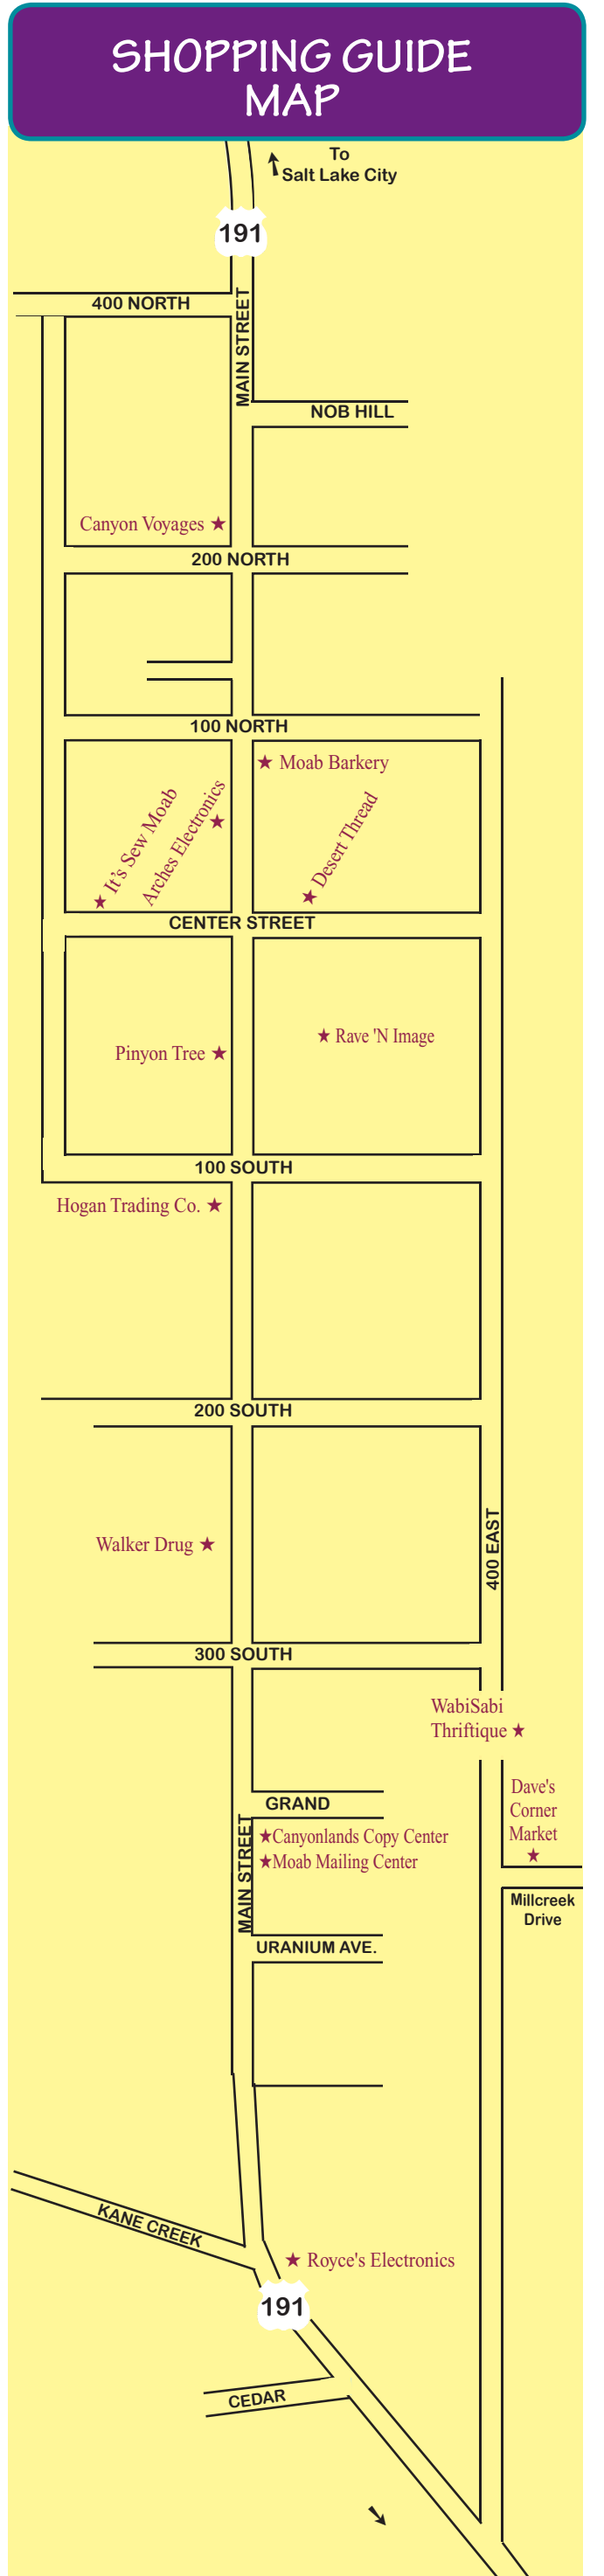 SHOPPING GUIDE
MAP
To
Salt Lake City
191
400 NORTH
MAIN STREET
NOB HILL
Canyon Voyages
200 NORTH
100 NORTH
Moab Barkery
It's Sew Moab
Arches Electronics
Desert Thread
CENTER STREET
Rave 'N Image
Pinyon Tree
100 SOUTH
Hogan Trading Co.
200 SOUTH
Walker Drug
400 EAST
300 SOUTH
WabiSabi
Thriftique
Dave's
Corner
Market
GRAND
MAIN STREET
Canyonlands Copy Center
Moab Mailing Center
Millcreek
Drive
URANIUM AVE.
KANE CREEK
Royce's Electronics
191
CEDAR